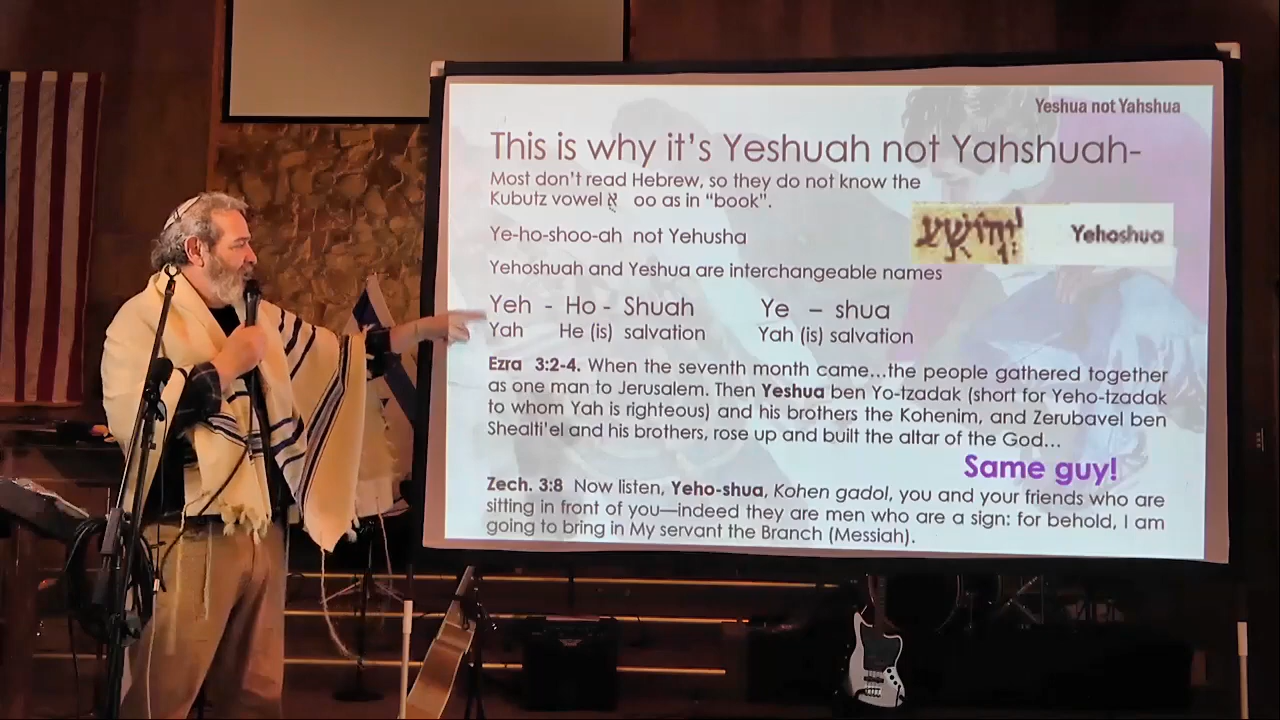 Yeshua not Yahshua
This is why it's Yeshuah not Yahshuah-
Most don't read Hebrew, so they do not know the
Kubutz vowel אֻ oo as in "book".
יְהוֹשֻׁעַ Yehoshua
Ye-ho-shoo-ah not Yehusha
Yehoshuah and Yeshua are interchangeable names
Yeh - Ho - Shuah Ye – shua
Yah He (is) salvation Yah (is) salvation
Ezra 3:2-4. When the seventh month came...the people gathered together
as one man to Jerusalem. Then Yeshua ben Yo-tzadak (short for Yeho-tzadak
to whom Yah is righteous) and his brothers the Kohenim, and Zerubavel ben
Shealti'el and his brothers, rose up and built the altar of the God...
Same guy!
Zech. 3:8 Now listen, Yeho-shua, Kohen gadol, you and your friends who are
sitting in front of you—indeed they are men who are a sign: for behold, I am
going to bring in My servant the Branch (Messiah).